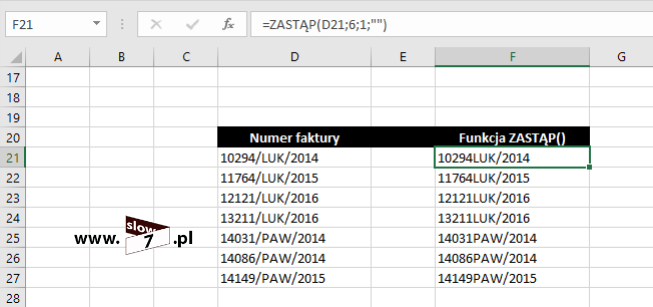 F21 fx =ZASTĄP(D21;6;1;"")
A B C D E F G
17
18
19
20 Numer faktury Funkcja ZASTĄP()
21 10294/LUK/2014 10294LUK/2014
22 11764/LUK/2015 11764LUK/2015
23 12121/LUK/2016 12121LUK/2016
24 13211/LUK/2016 13211LUK/2016
25 www.slow7.pl 14031/PAW/2014 14031PAW/2014
26 14086/PAW/2014 14086PAW/2014
27 14149/PAW/2015 14149PAW/2015
28